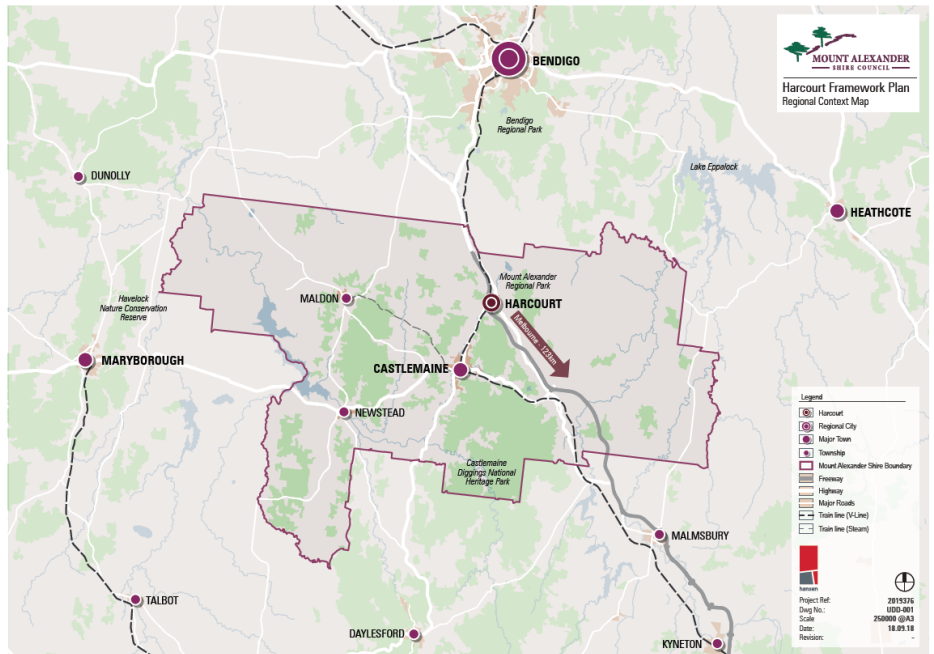 MOUNT ALEXANDER
SHIRE COUNCIL
Harcourt Framework Plan
Regional Context Map
BENDIGO
Bendigo
Regional Park
Lake Eppalock
DUNOLLY
HEATHCOTE
Mount Alexander
Regional Park
MALDON
HARCOURT
Havelock
Nature Conservation
Reserve
Melbourne - 123km
MARYBOROUGH
CASTLEMAINE
NEWSTEAD
Castlemaine
Diggings National
Heritage Park
MALMSBURY
TALBOT
DAYLESFORD
KYNETON
Legend
Harcourt
Regional City
Major Town
Township
Mount Alexander Shire Boundary
Freeway
Highway
Major Roads
Train line (V-Line)
Train line (Steam)
hansen
Project Ref: 2019376
Dwg No.: UDD-001
Scale 250000 @A3
Date: 18.09.18
Revision: -